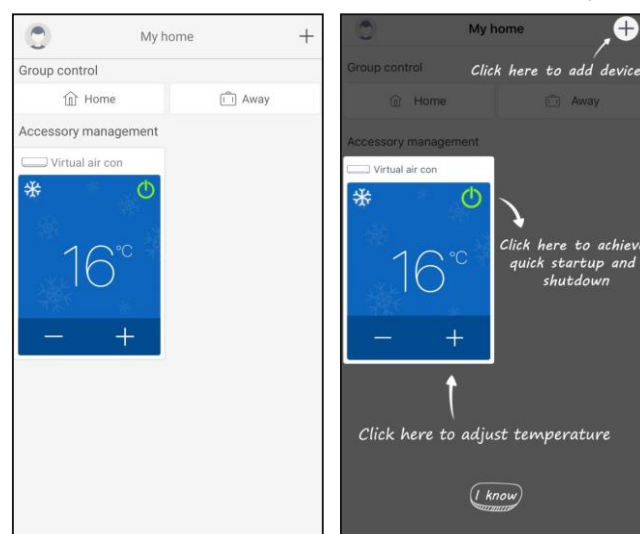 My home
+
Group control
Home
Away
Accessory management
Virtual air con
16°C
− +
My home
+
Group control
Click here to add device
Home
Away
Accessory management
Virtual air con
16°C
Click here to achieve
quick startup and
shutdown
− +
Click here to adjust temperature
I know